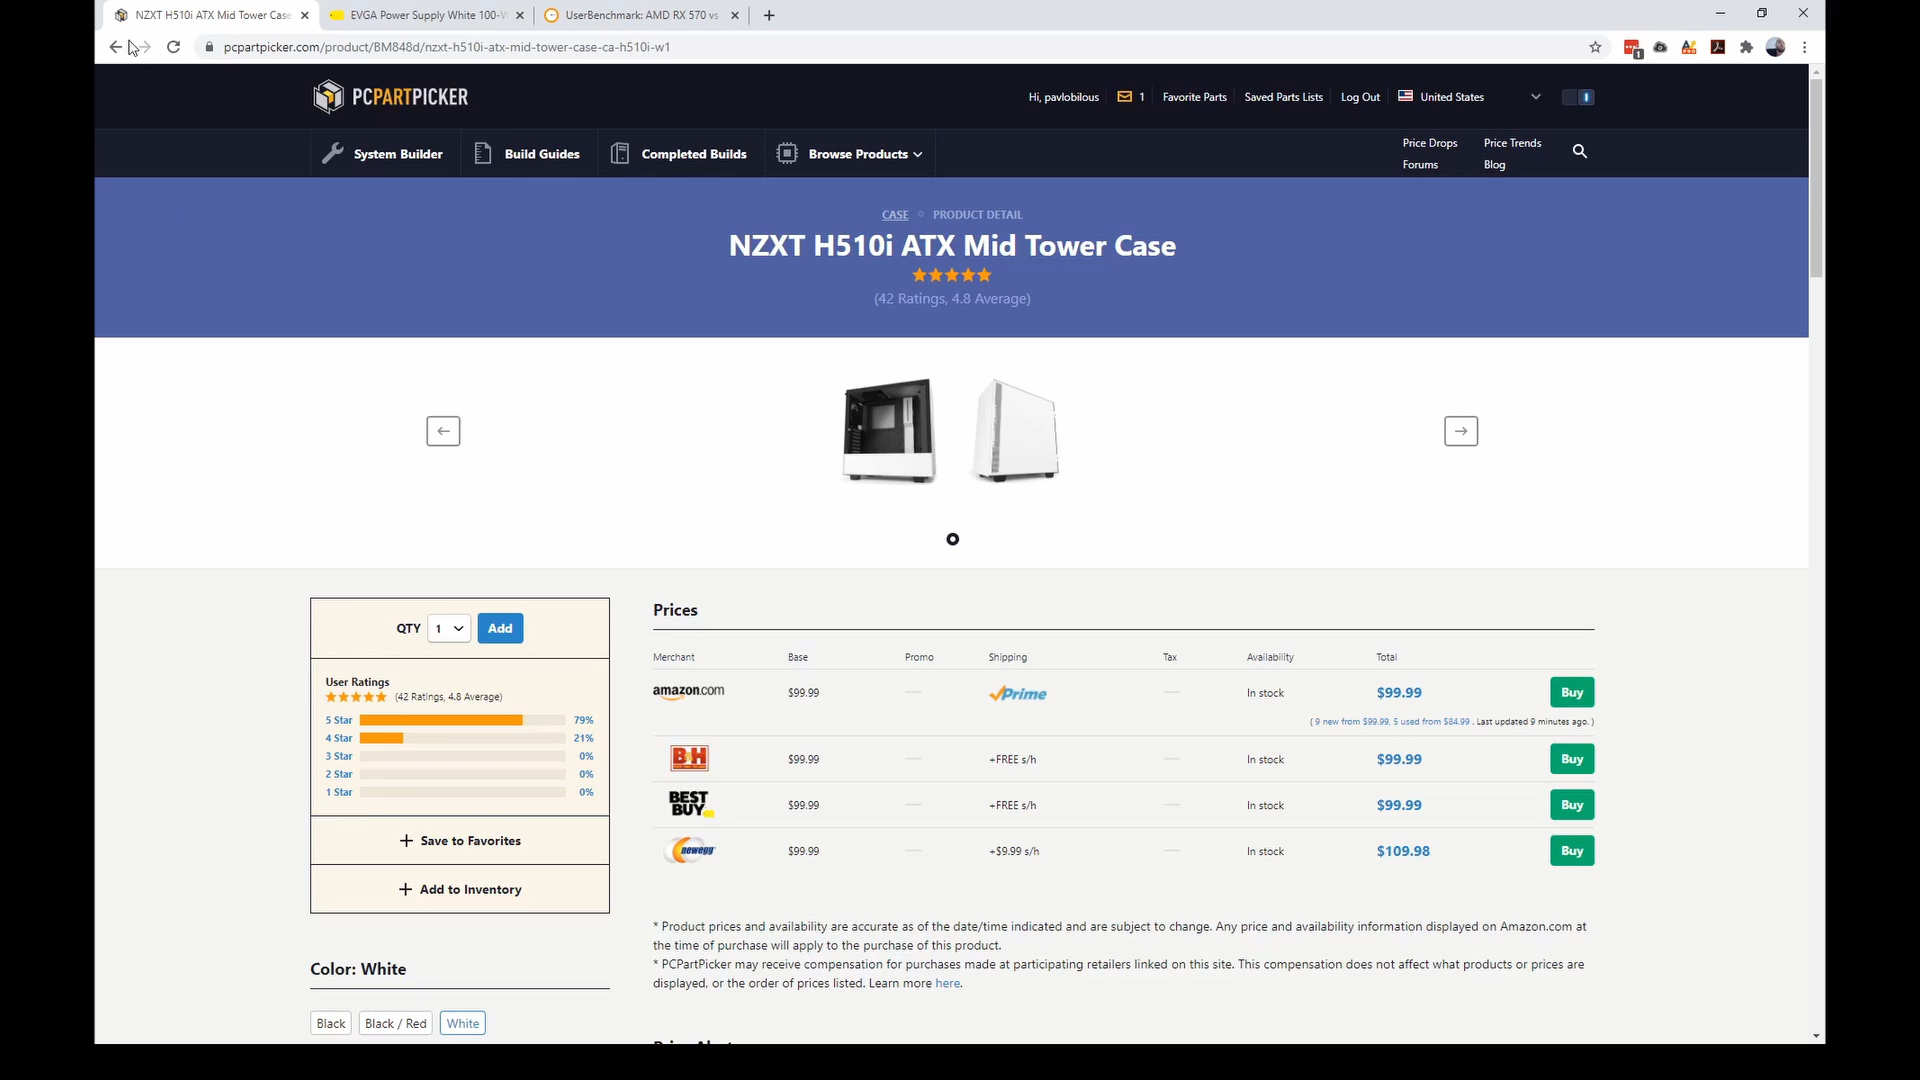 NZXT H510i ATX Mid Tower Case
EVGA Power Supply White 100-W
UserBenchmark: AMD RX 570 vs
pcpartpicker.com/product/BM848d/nzxt-h510i-atx-mid-tower-case-ca-h510i-w1
1
PCPARTPICKER
Hi, pavlobilous 1 Favorite Parts Saved Parts Lists Log Out United States
System Builder Build Guides Completed Builds Browse Products
Price Drops Price Trends
Forums Blog
CASE PRODUCT DETAIL
NZXT H510i ATX Mid Tower Case
(42 Ratings, 4.8 Average)
QTY 1 Add
User Ratings
(42 Ratings, 4.8 Average)
5 Star 79%
4 Star 21%
3 Star 0%
2 Star 0%
1 Star 0%
+ Save to Favorites
+ Add to Inventory
Color: White
Black Black / Red White
Prices
Merchant Base Promo Shipping Tax Availability Total
amazon.com $99.99 — Prime — In stock $99.99 Buy
( 9 new from $99.99, 5 used from $84.99 . Last updated 9 minutes ago. )
B&H $99.99 — +FREE s/h — In stock $99.99 Buy
BEST BUY $99.99 — +FREE s/h — In stock $99.99 Buy
newegg $99.99 — +$9.99 s/h — In stock $109.98 Buy
* Product prices and availability are accurate as of the date/time indicated and are subject to change. Any price and availability information displayed on Amazon.com at
the time of purchase will apply to the purchase of this product.
* PCPartPicker may receive compensation for purchases made at participating retailers linked on this site. This compensation does not affect what products or prices are
displayed, or the order of prices listed. Learn more here.